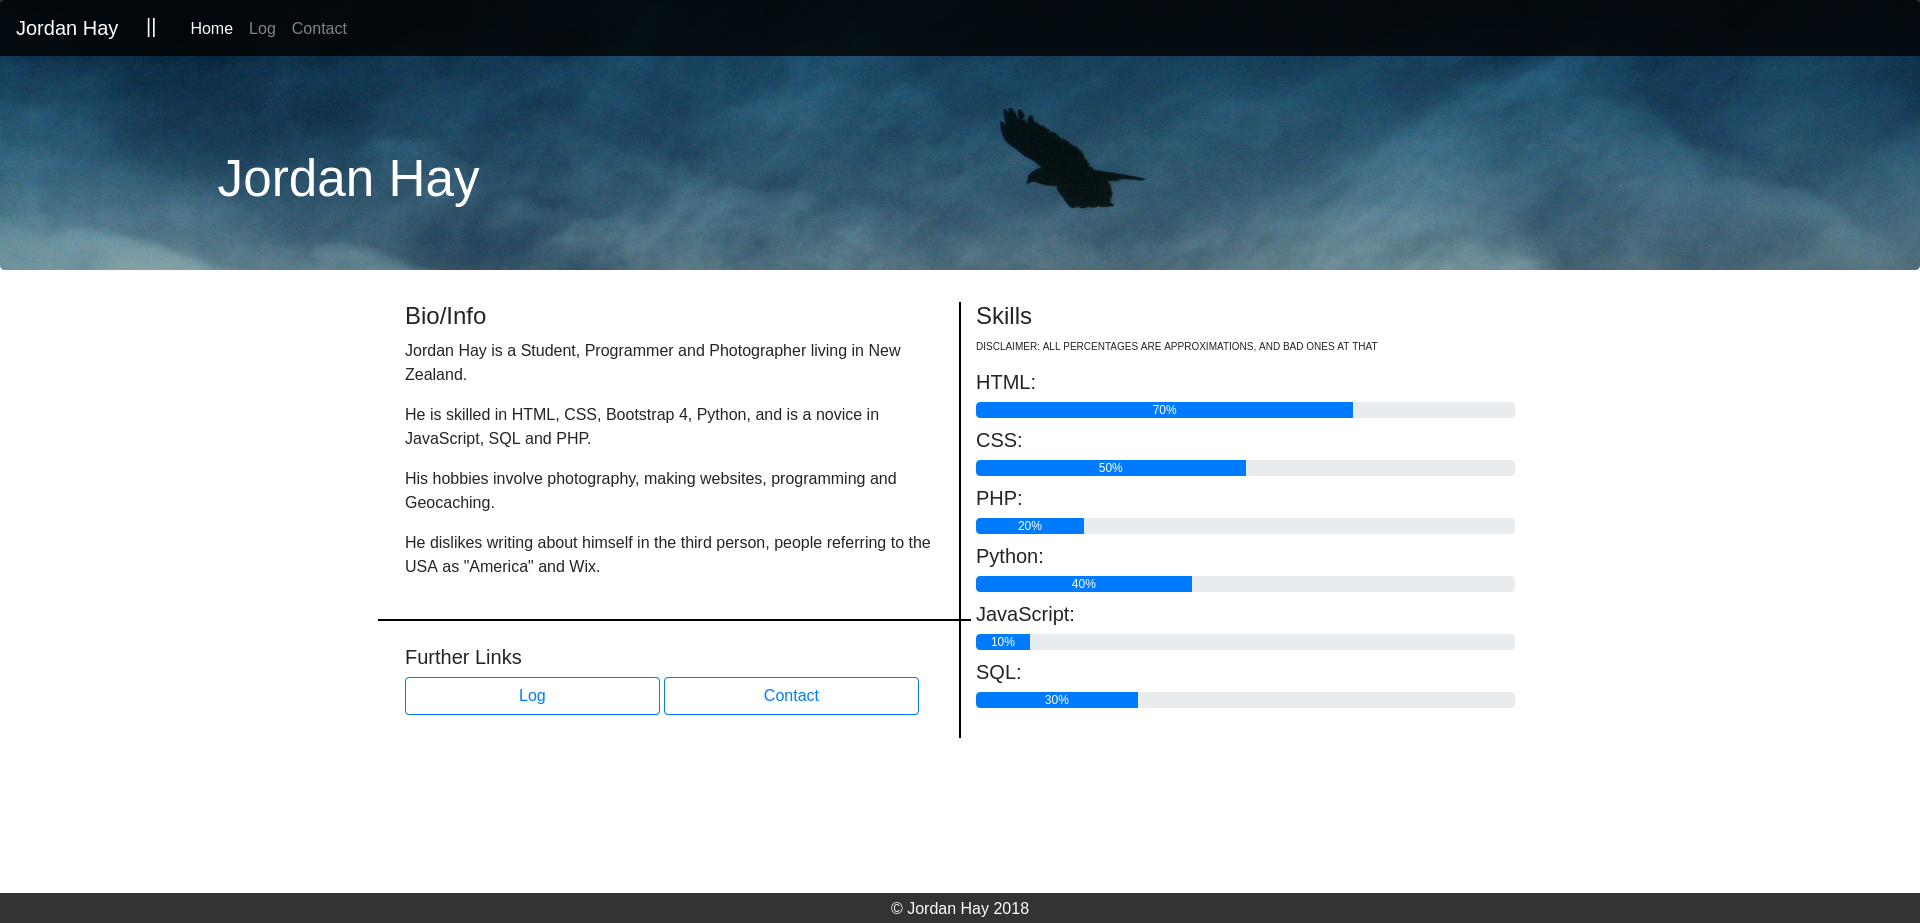 Jordan Hay || Home Log Contact
Jordan Hay
Bio/Info
Jordan Hay is a Student, Programmer and Photographer living in New
Zealand.
He is skilled in HTML, CSS, Bootstrap 4, Python, and is a novice in
JavaScript, SQL and PHP.
His hobbies involve photography, making websites, programming and
Geocaching.
He dislikes writing about himself in the third person, people referring to the
USA as "America" and Wix.
Further Links
Log Contact
Skills
DISCLAIMER: ALL PERCENTAGES ARE APPROXIMATIONS, AND BAD ONES AT THAT
HTML:
70%
CSS:
50%
PHP:
20%
Python:
40%
JavaScript:
10%
SQL:
30%
© Jordan Hay 2018